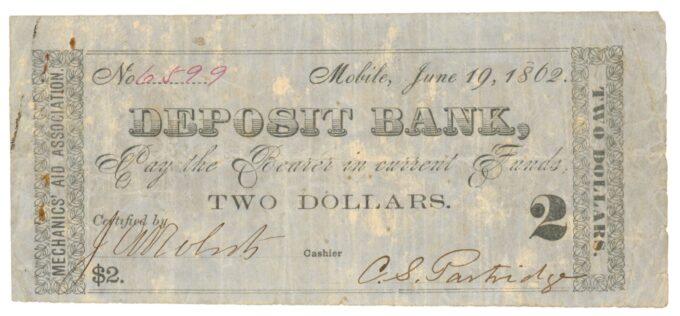 MECHANICS' AID ASSOCIATION.
No 6599 Mobile, June 19, 1862.
DEPOSIT BANK,
Pay the Bearer in current Funds,
TWO DOLLARS.
2
Certified by
Cashier
C. S. Partridge
$2.
TWO DOLLARS.